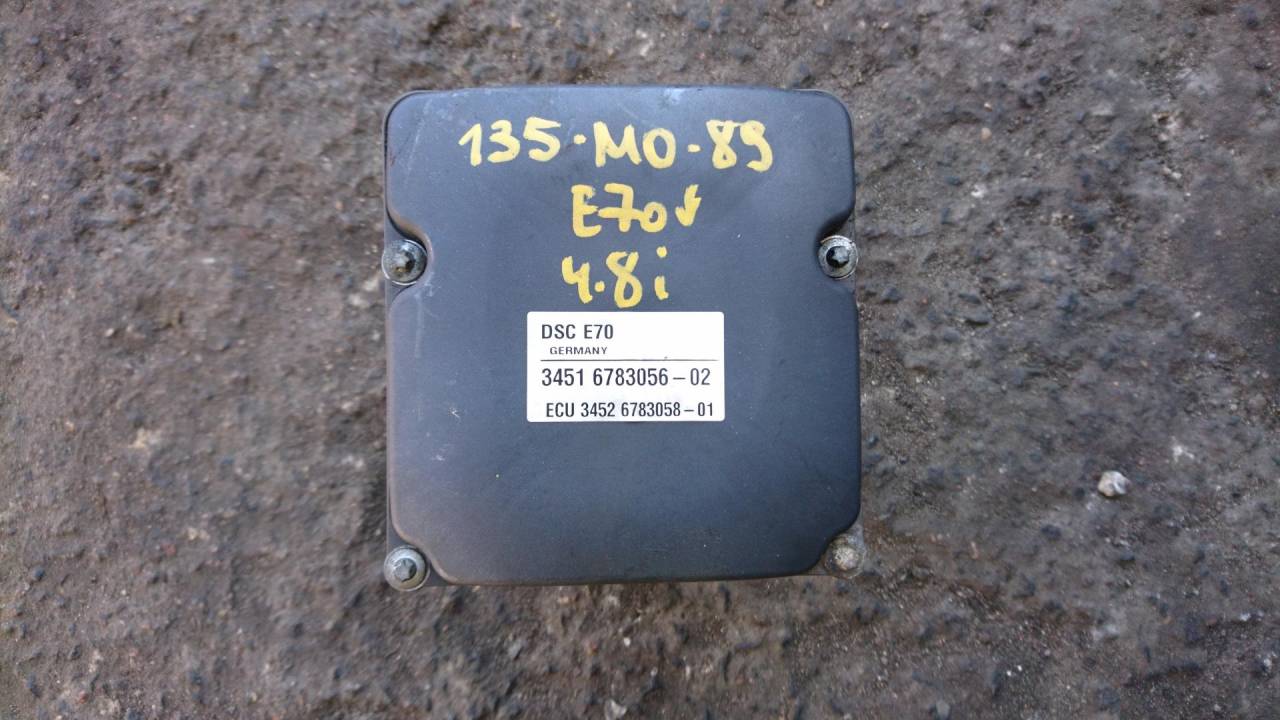 135-MO-89
E70
4.8i
DSC E70
GERMANY
3451 6783056-02
ECU 3452 6783058-01